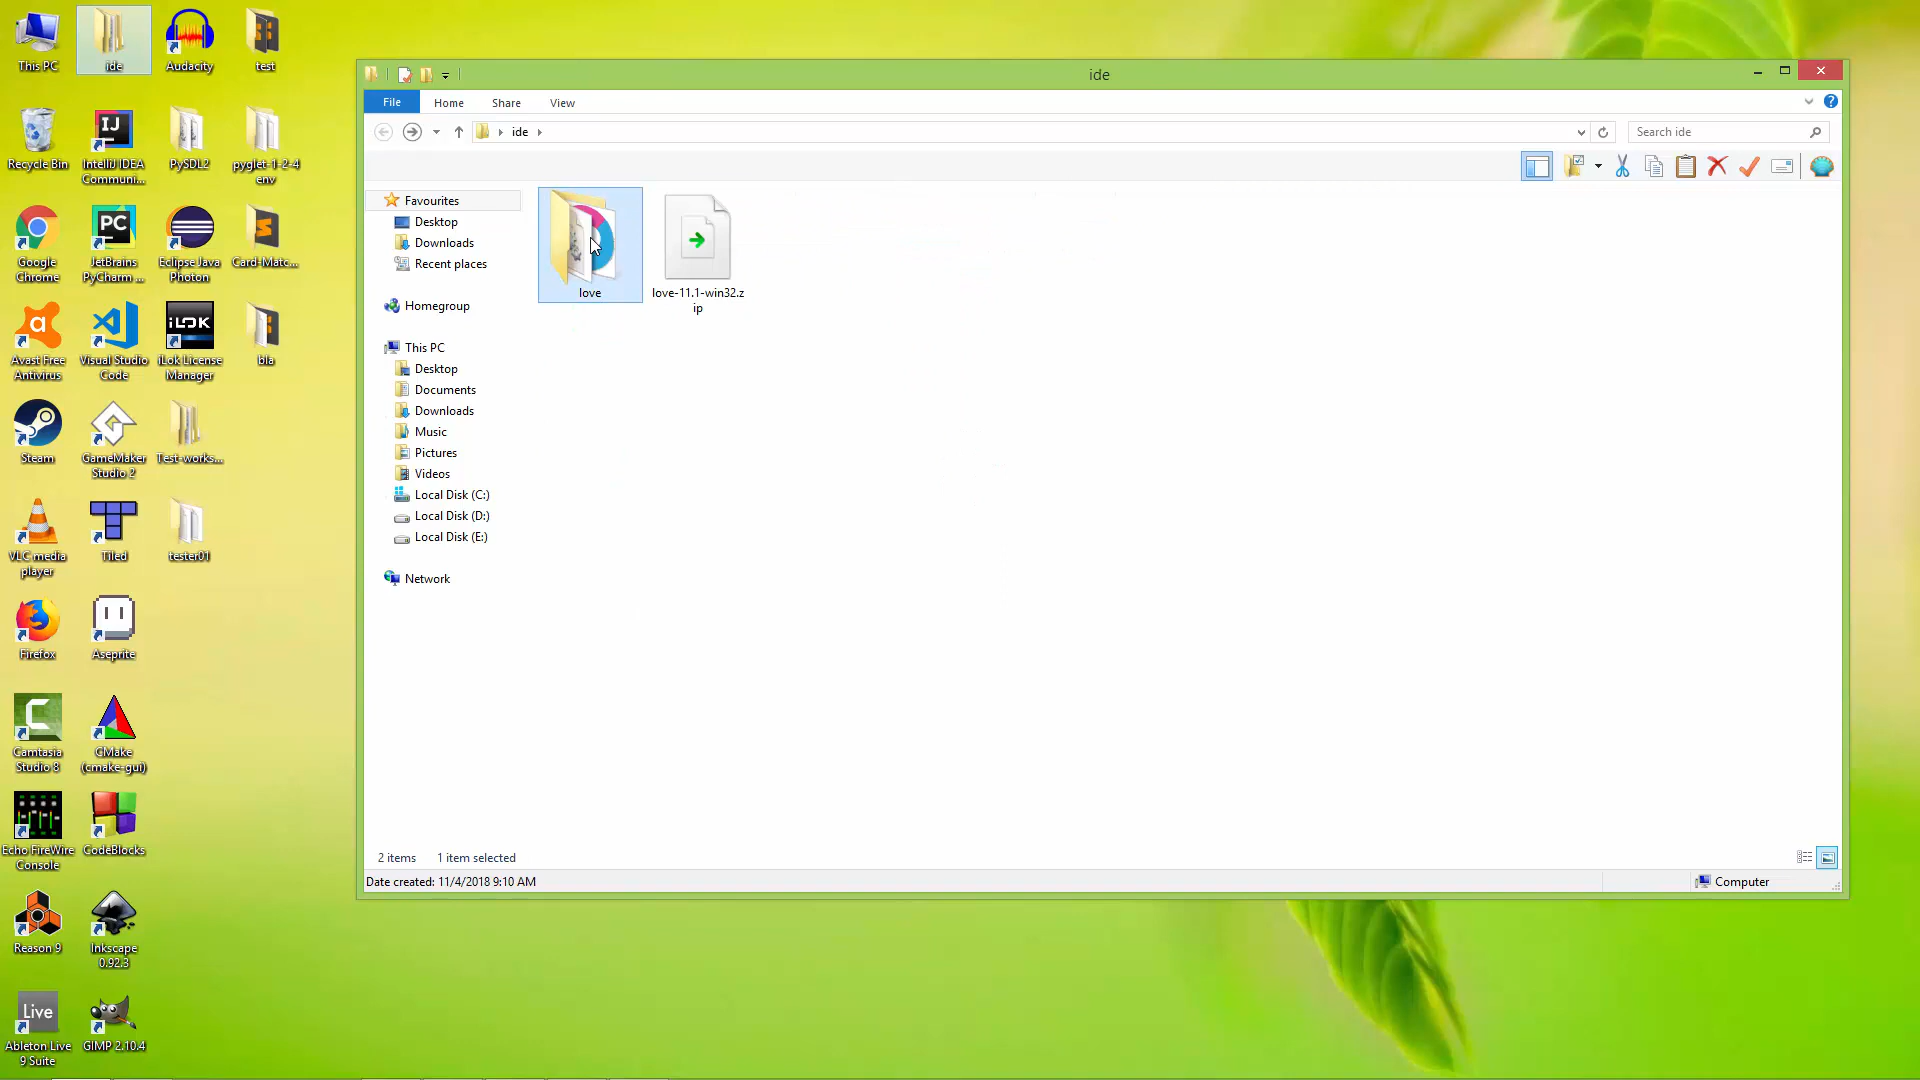 This PC
ide
Audacity
test
Recycle Bin
IntelliJ IDEA
Communi...
PySDL2
pyglet-1-2-4
env
Google
Chrome
JetBrains
PyCharm ...
Eclipse Java
Photon
Card-Matc...
Avast Free
Antivirus
Visual Studio
Code
iLOK
iLok License
Manager
bla
Steam
GameMaker
Studio 2
Test-works...
VLC media
player
Tiled
tester01
Firefox
Aseprite
Camtasia
Studio 8
CMake
(cmake-gui)
Echo FireWire
Console
CodeBlocks
Reason 9
Inkscape
0.92.3
Live
Ableton Live
9 Suite
GIMP 2.10.4
IJ
PC
ide
File
Home
Share
View
ide
Search ide
Favourites
Desktop
Downloads
Recent places
Homegroup
This PC
Desktop
Documents
Downloads
Music
Pictures
Videos
Local Disk (C:)
Local Disk (D:)
Local Disk (E:)
Network
love
love-11.1-win32.z
ip
2 items
1 item selected
Date created: 11/4/2018 9:10 AM
Computer